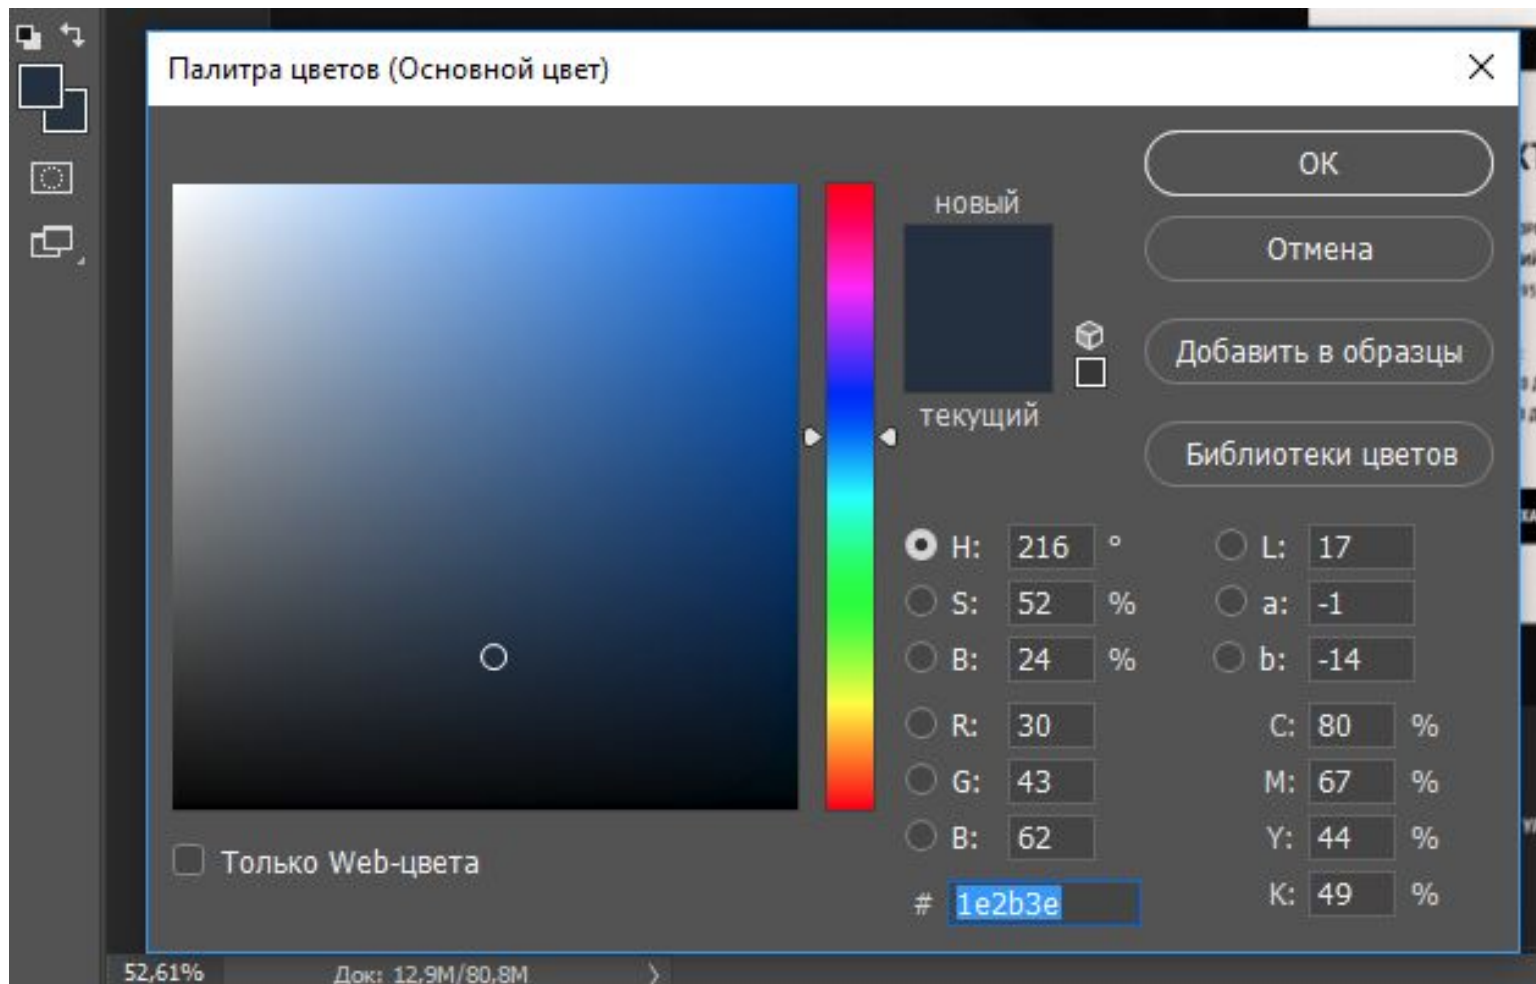 Палитра цветов (Основной цвет)
новый
текущий
OK
Отмена
Добавить в образцы
Библиотеки цветов
H: 216 °
S: 52 %
B: 24 %
R: 30
G: 43
B: 62
# 1e2b3e
L: 17
a: -1
b: -14
C: 80 %
M: 67 %
Y: 44 %
K: 49 %
Только Web-цвета
52,61% Док: 12,9M/80,8M